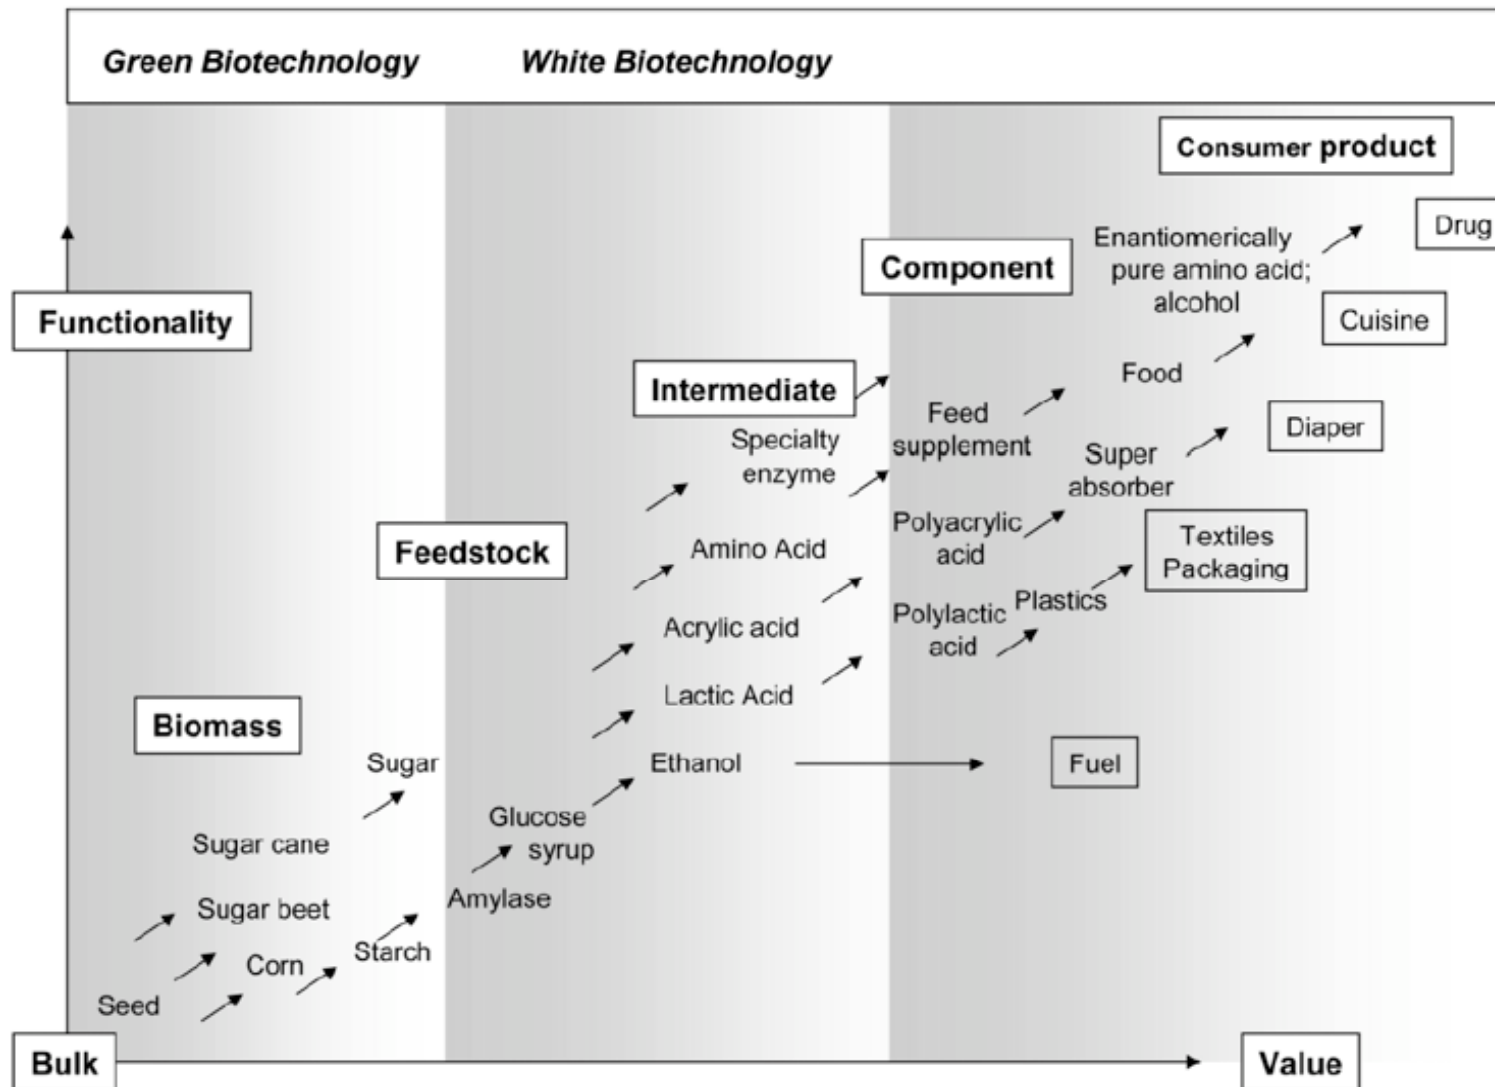 Green Biotechnology
White Biotechnology
Consumer product
Drug
Enantiomerically
pure amino acid;
alcohol
Component
Functionality
Cuisine
Intermediate
Food
Feed
supplement
Diaper
Specialty
enzyme
Super
absorber
Feedstock
Amino Acid
Polyacrylic
acid
Textiles
Packaging
Acrylic acid
Polylactic
acid
Plastics
Lactic Acid
Biomass
Sugar
Ethanol
Fuel
Glucose
syrup
Sugar cane
Sugar beet
Amylase
Corn
Starch
Seed
Bulk
Value